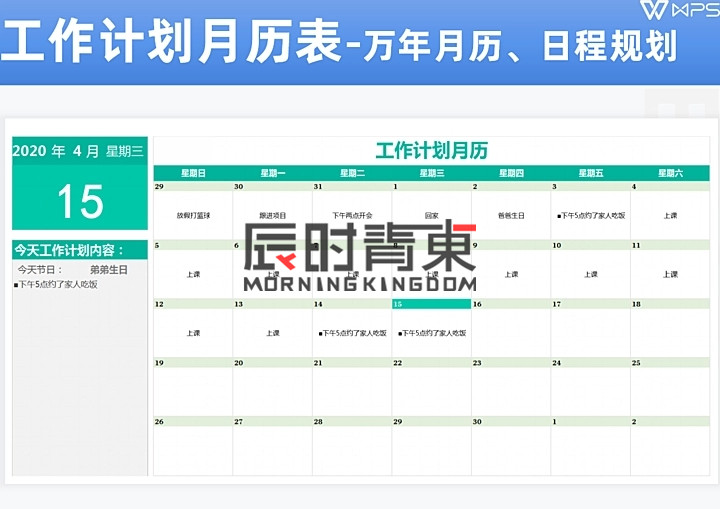 WPS
工作计划月历表-万年月历、日程规划
2020 年 4 月 星期三
15
今天工作计划内容：
今天节日： 弟弟生日
■下午5点约了家人吃饭
工作计划月历
星期日 星期一 星期二 星期三 星期四 星期五 星期六
29 30 31 1 2 3 4
放假打篮球 跟进项目 下午两点开会 回家 爸爸生日 ■下午5点约了家人吃饭 上课
5 6 7 8 9 10 11
上课 上课 上课 上课 上课 上课 上课
辰时青東
MORNINGKINGDOM
12 13 14 15 16 17 18
上课 上课 ■下午5点约了家人吃饭 ■下午5点约了家人吃饭
19 20 21 22 23 24 25
26 27 28 29 30 1 2